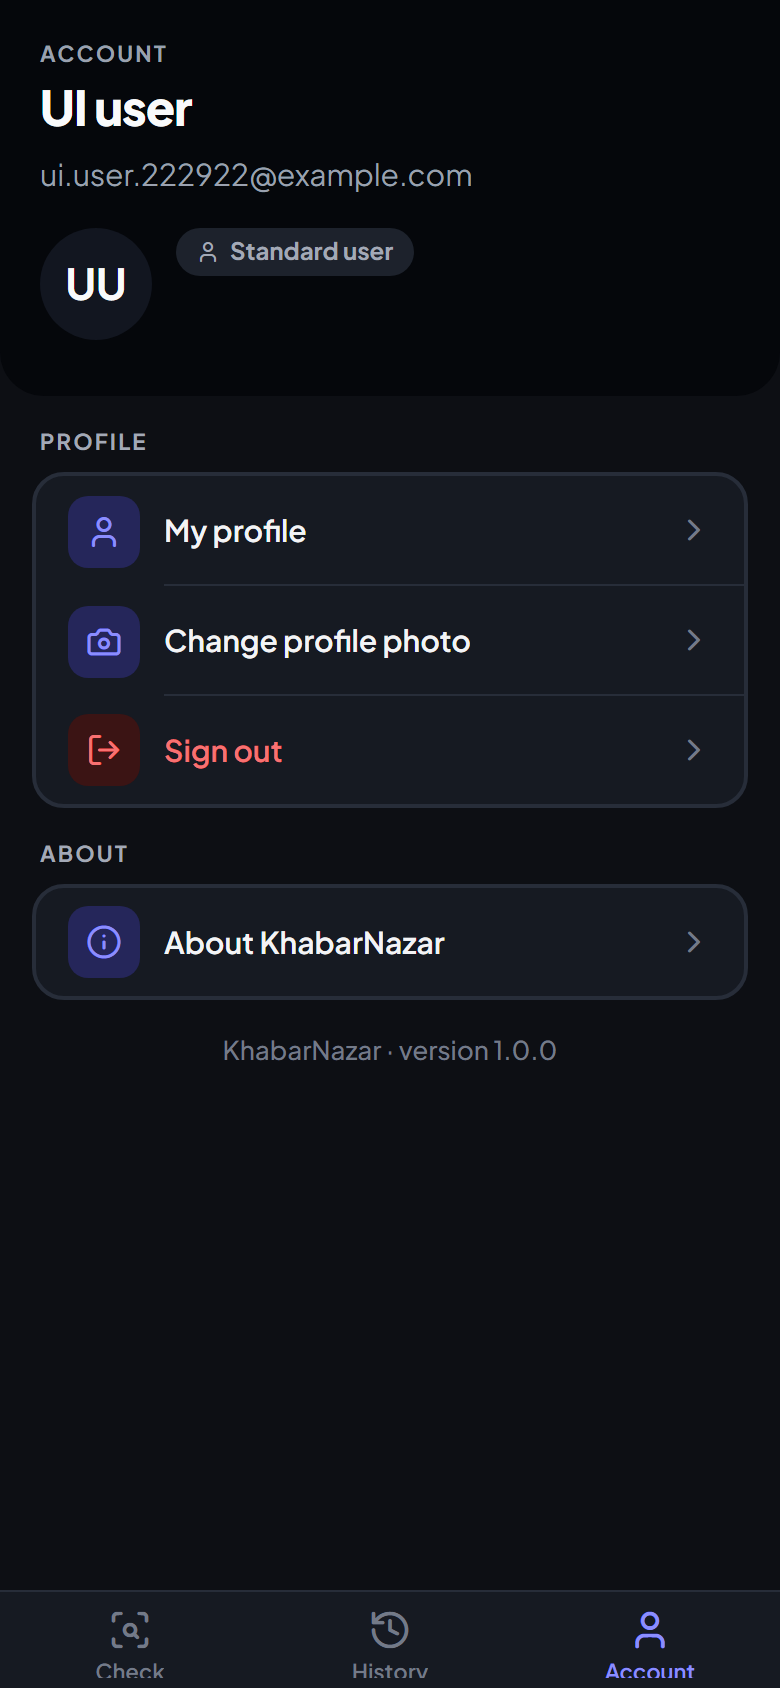 ACCOUNT
UI user
ui.user.222922@example.com
UU
Standard user
PROFILE
My profile
Change profile photo
Sign out
ABOUT
About KhabarNazar
KhabarNazar · version 1.0.0
Check
History
Account